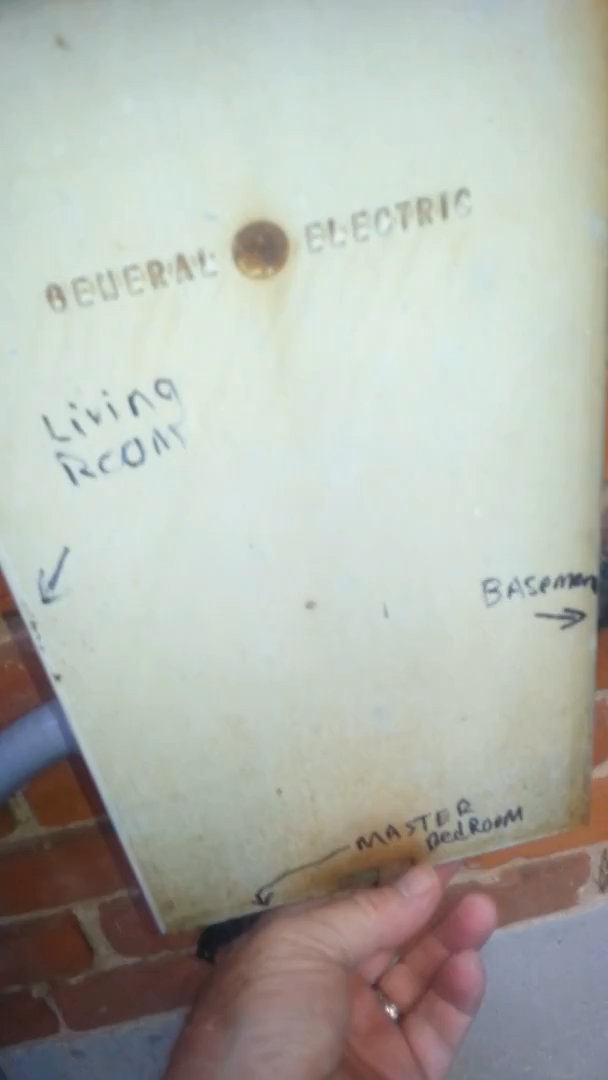 GENERAL ELECTRIC
Living
ROOM
Basemen
MASTER
BedRoom